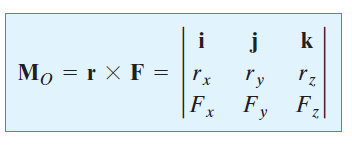 i j k
M_O = r × F = | r_x r_y r_z |
F_x F_y F_z